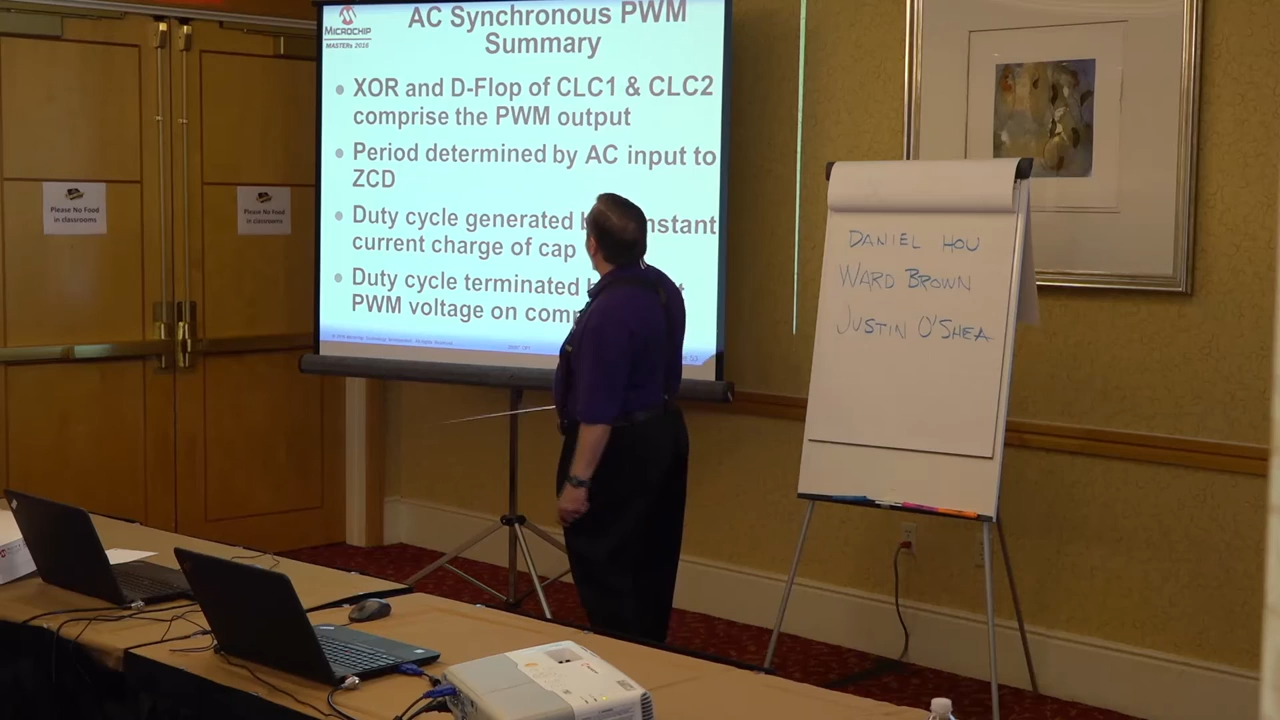 MICROCHIP
MASTERs 2016
AC Synchronous PWM
Summary
• XOR and D-Flop of CLC1 & CLC2
comprise the PWM output
• Period determined by AC input to
ZCD
• Duty cycle generated
current charge of cap
• Duty cycle terminated
PWM voltage on
Please No Food
in classrooms
Please No Food
in classrooms
DANIEL HOU
WARD BROWN
JUSTIN O'SHEA